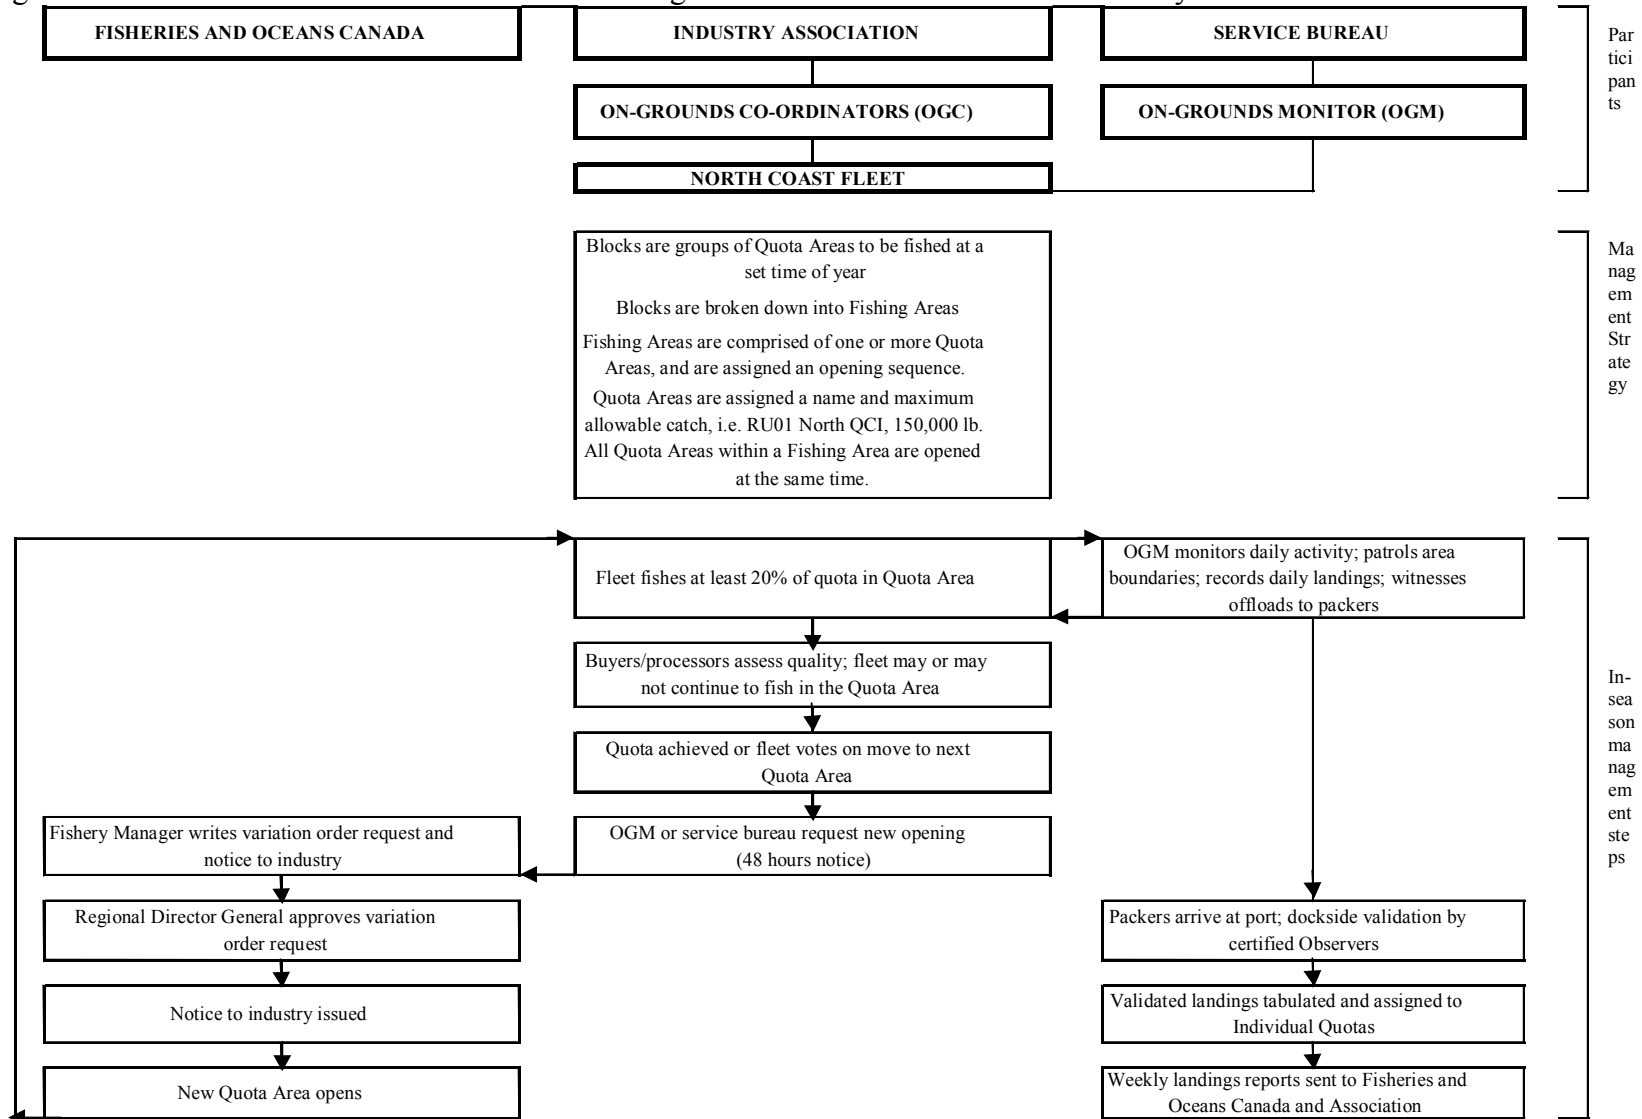 FISHERIES AND OCEANS CANADA
INDUSTRY ASSOCIATION
SERVICE BUREAU
ON-GROUNDS CO-ORDINATORS (OGC)
ON-GROUNDS MONITOR (OGM)
NORTH COAST FLEET
Par
tici
pan
ts
Blocks are groups of Quota Areas to be fished at a
set time of year
Blocks are broken down into Fishing Areas
Fishing Areas are comprised of one or more Quota
Areas, and are assigned an opening sequence.
Quota Areas are assigned a name and maximum
allowable catch, i.e. RU01 North QCI, 150,000 lb.
All Quota Areas within a Fishing Area are opened
at the same time.
Ma
nag
em
ent
Str
ate
gy
Fleet fishes at least 20% of quota in Quota Area
OGM monitors daily activity; patrols area
boundaries; records daily landings; witnesses
offloads to packers
Buyers/processors assess quality; fleet may or may
not continue to fish in the Quota Area
Quota achieved or fleet votes on move to next
Quota Area
Fishery Manager writes variation order request and
notice to industry
OGM or service bureau request new opening
(48 hours notice)
Regional Director General approves variation
order request
Packers arrive at port; dockside validation by
certified Observers
Notice to industry issued
Validated landings tabulated and assigned to
Individual Quotas
New Quota Area opens
Weekly landings reports sent to Fisheries and
Oceans Canada and Association
In-
sea
son
ma
nag
em
ent
ste
ps